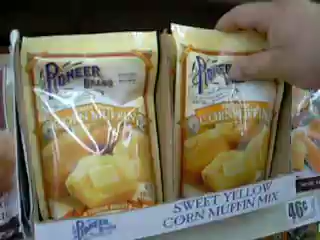 PIONEER
BRAND
CORN MUFFIN
PIONEER
BRAND
CORN MUFFIN
PIONEER
SWEET YELLOW
CORN MUFFIN MIX
46¢